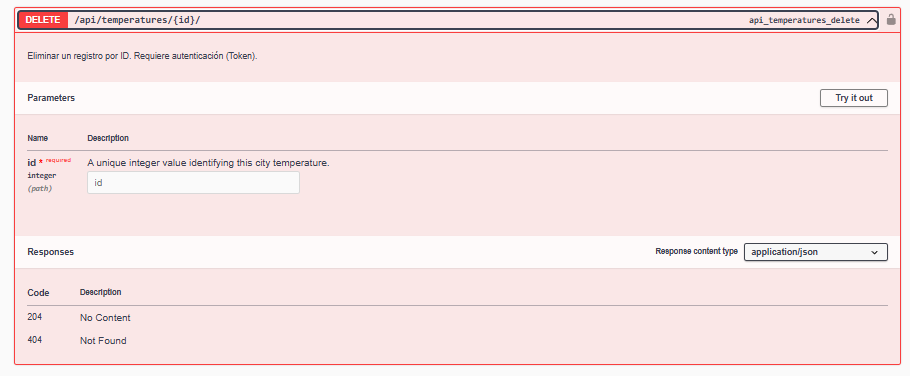 DELETE /api/temperatures/{id}/ api_temperatures_delete
Eliminar un registro por ID. Requiere autenticación (Token).
Parameters Try it out
Name Description
id * required A unique integer value identifying this city temperature.
integer
(path)
id
Responses Response content type application/json
Code Description
204 No Content
404 Not Found